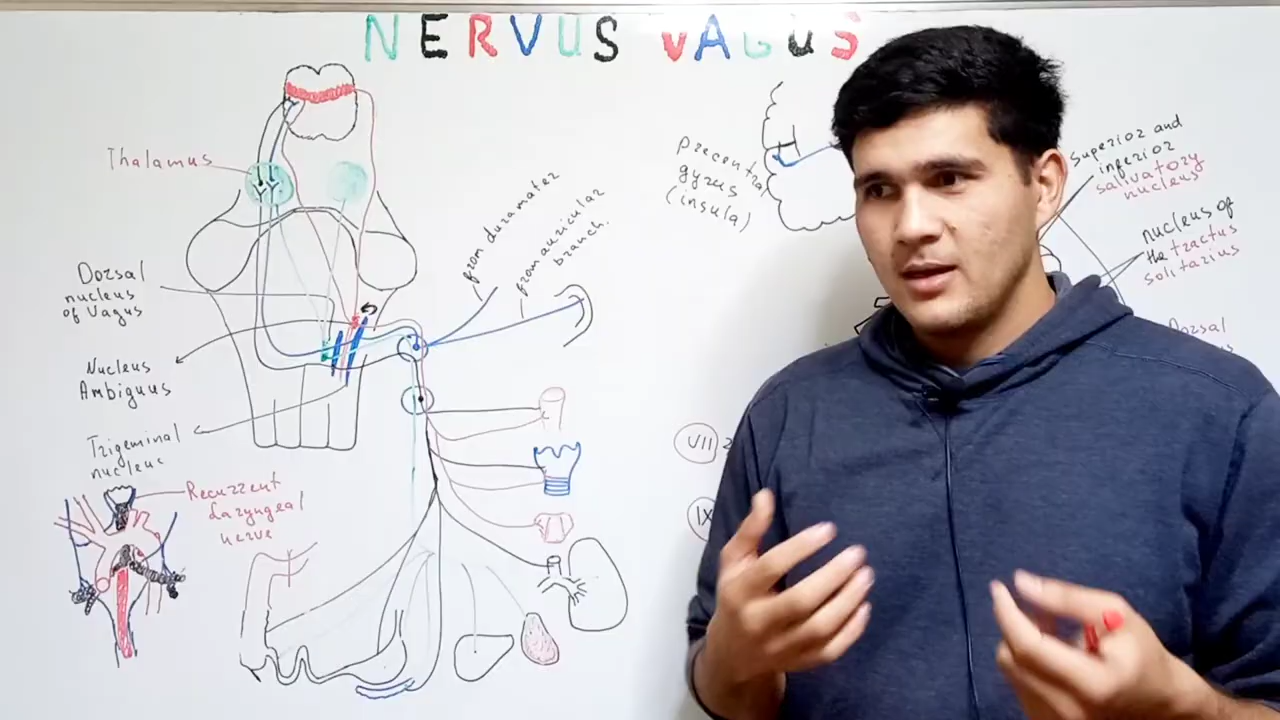 NERVUS VAGUS
Thalamus
Dorsal
nucleus
of Vagus
Nucleus
Ambiguus
Trigeminal
nucleus
Recurrent
Laryngeal
nerve
from duramater
from auricular
branch.
precentra
gyrus
(insula)
superior and
inferior
salivatory
nucleus
nucleus of
the tractus
solitarius
Dorsal
VII
IX